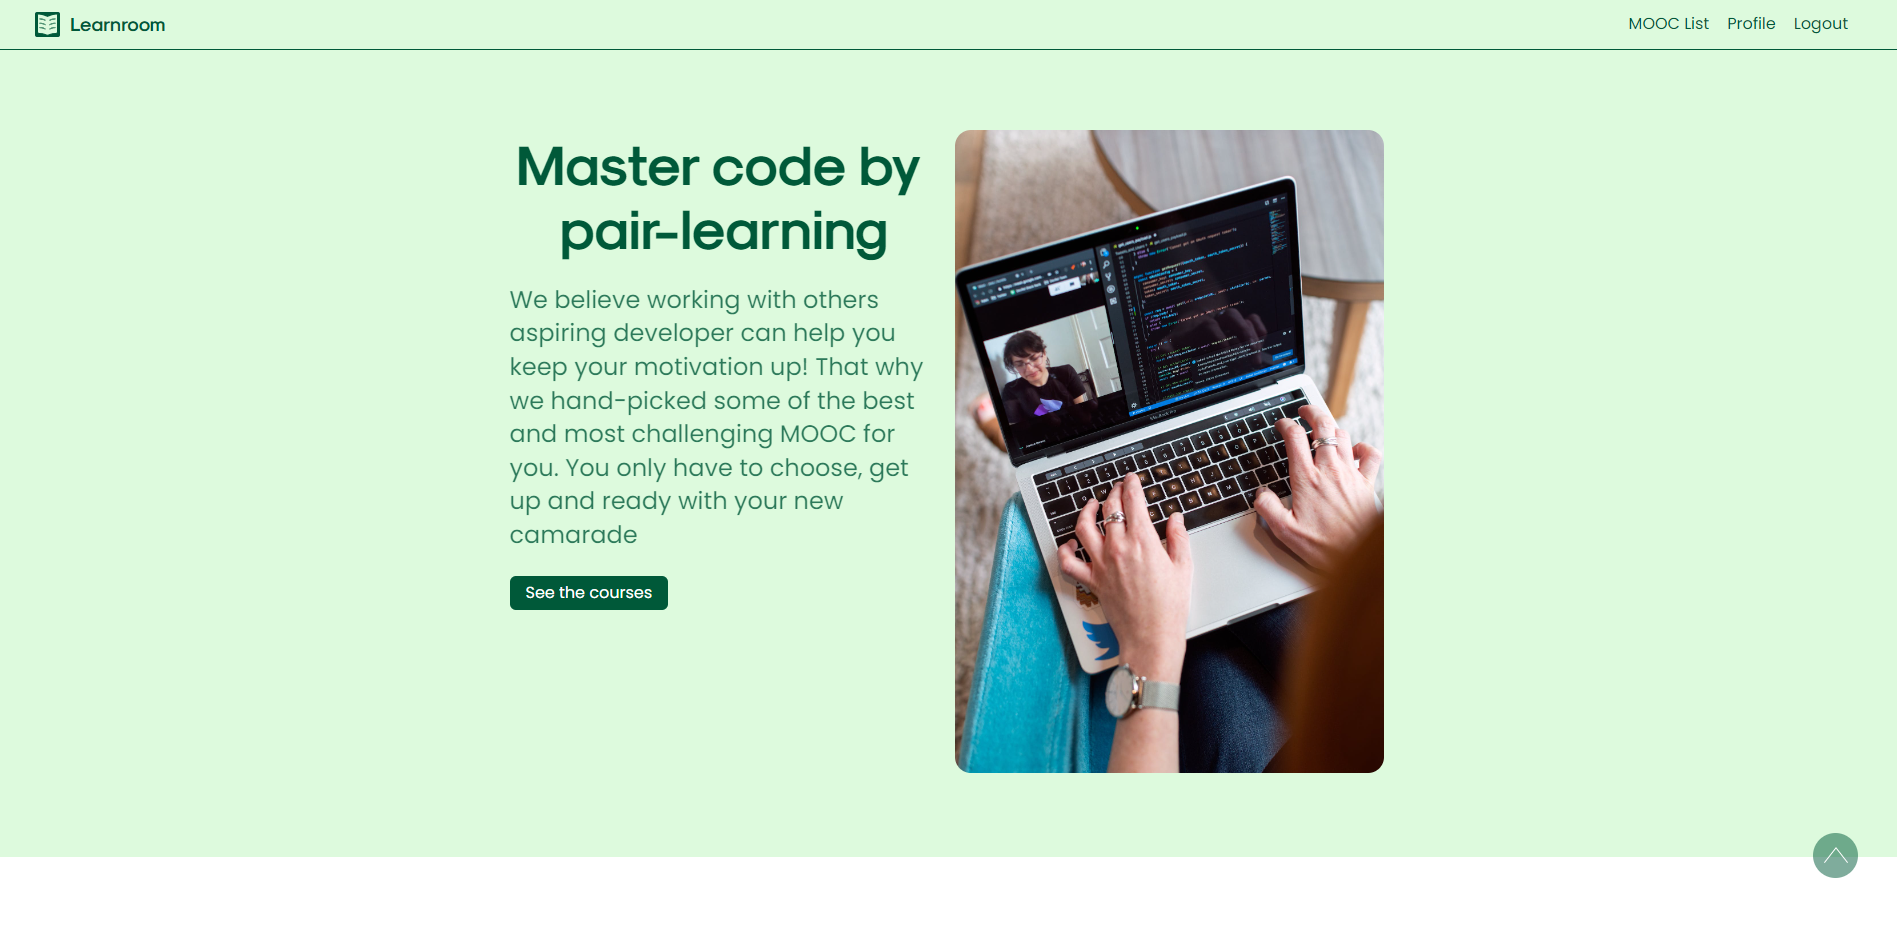 Learnroom
MOOC List Profile Logout
Master code by
pair-learning
We believe working with others
aspiring developer can help you
keep your motivation up! That why
we hand-picked some of the best
and most challenging MOOC for
you. You only have to choose, get
up and ready with your new
camarade
See the courses